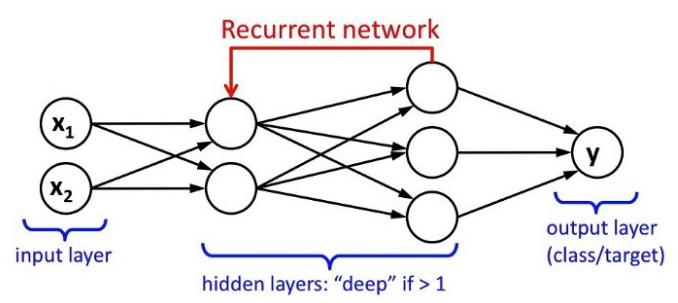 Recurrent network
x1
x2
y
input layer
hidden layers: “deep” if > 1
output layer
(class/target)